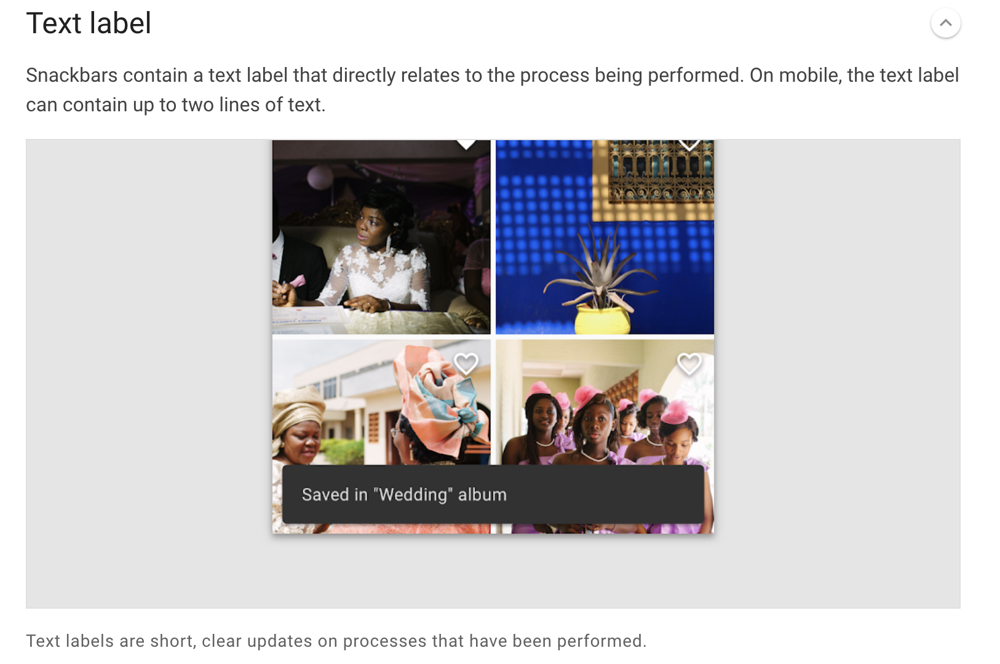 Text label
Snackbars contain a text label that directly relates to the process being performed. On mobile, the text label
can contain up to two lines of text.
Saved in "Wedding" album
Text labels are short, clear updates on processes that have been performed.